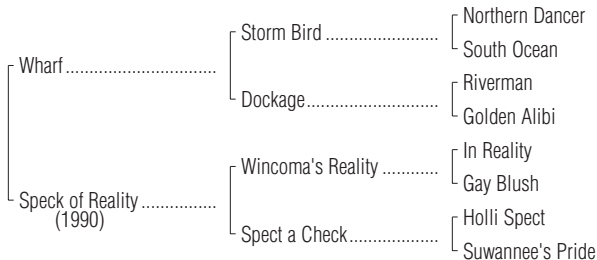 Northern Dancer
Storm Bird ...................
South Ocean
Wharf................................
Riverman
Dockage............................
Golden Alibi
In Reality
Wincoma's Reality ............
Gay Blush
Speck of Reality ................
(1990)
Holli Spect
Spect a Check...................
Suwannee's Pride